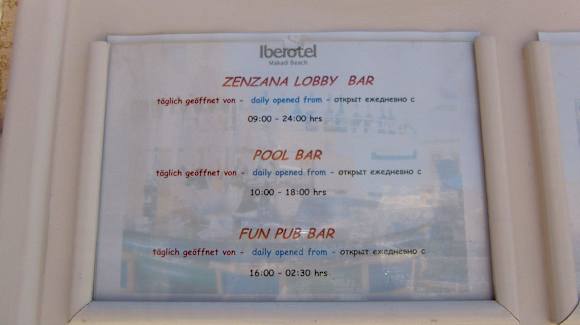 Iberotel
Makadi Beach
ZENZANA LOBBY BAR
täglich geöffnet von - daily opened from - открыт ежедневно с
09:00 - 24:00 hrs
POOL BAR
täglich geöffnet von - daily opened from - открыт ежедневно с
10:00 - 18:00 hrs
FUN PUB BAR
täglich geöffnet von - daily opened from - открыт ежедневно с
16:00 - 02:30 hrs